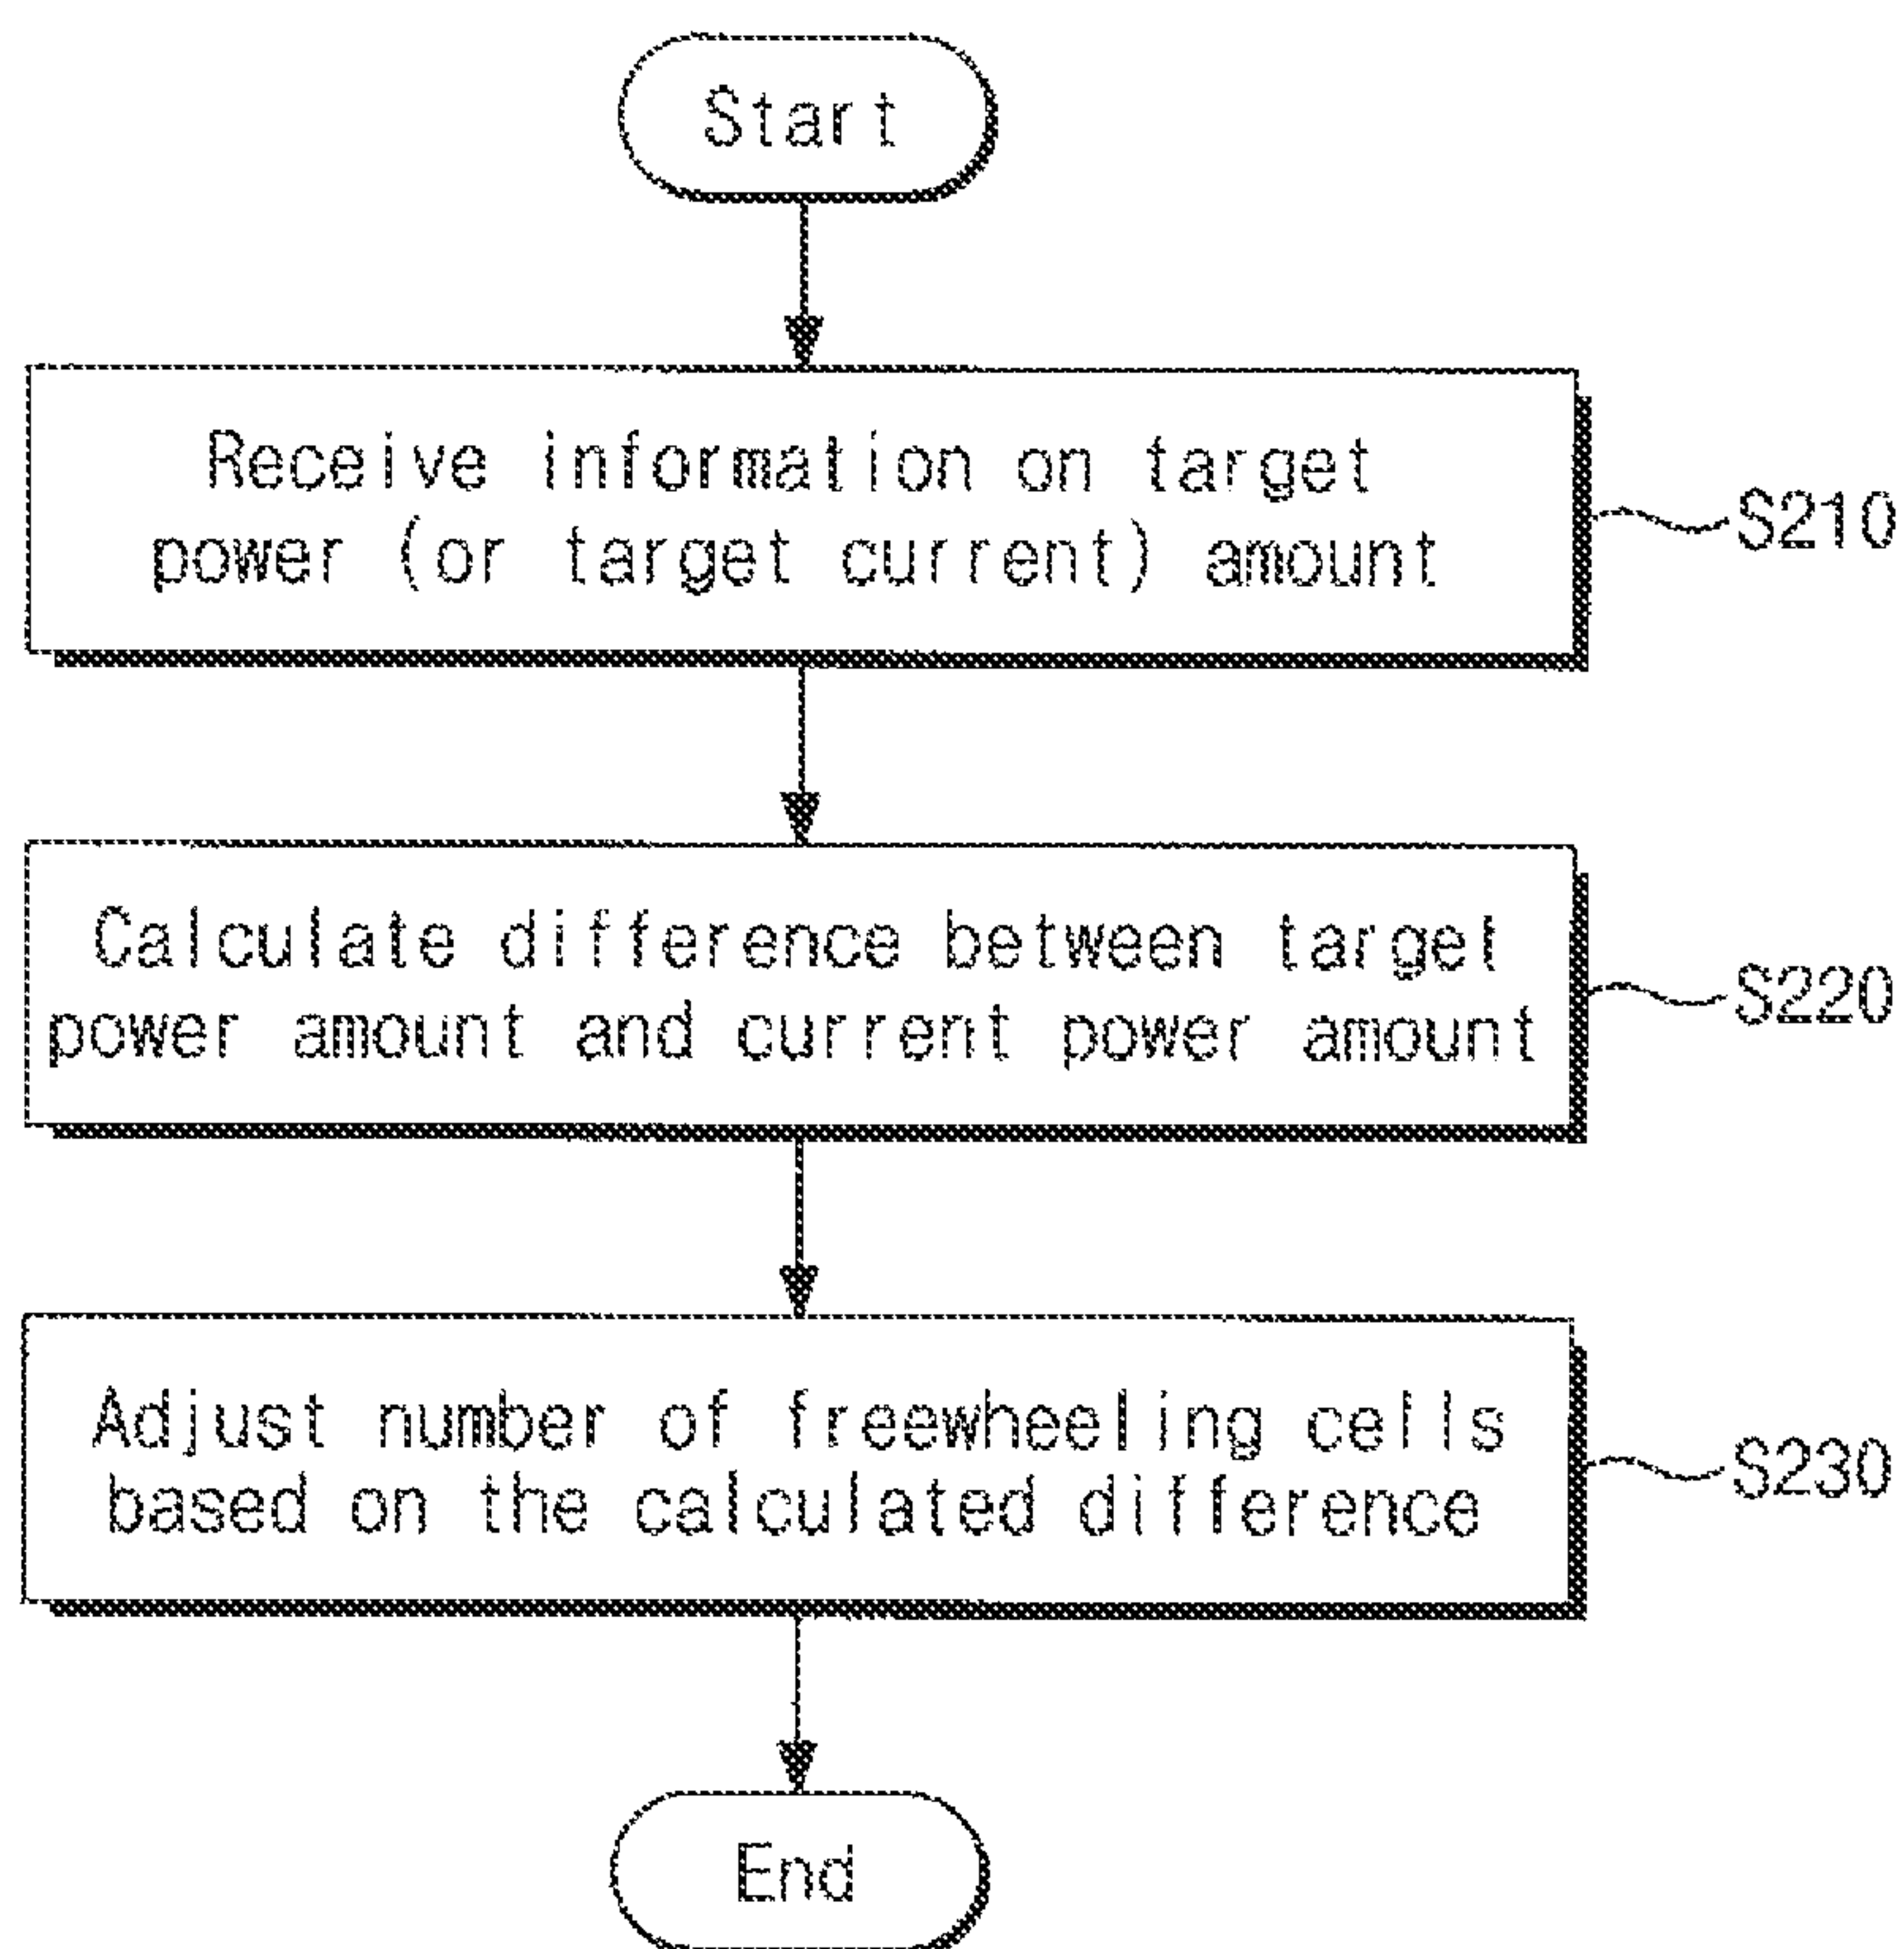 Start
Receive information on target
power (or target current) amount
S210
Calculate difference between target
power amount and current power amount
S220
Adjust number of freewheeling cells
based on the calculated difference
S230
End